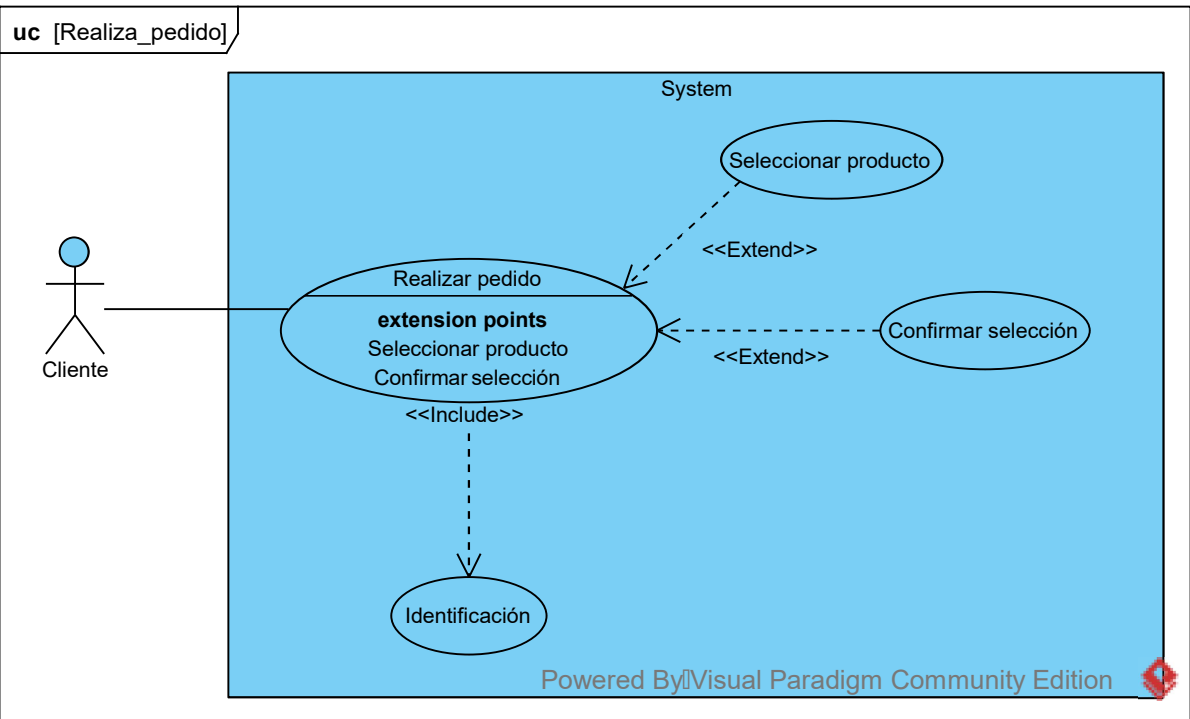 uc [Realiza_pedido]
System
Seleccionar producto
<<Extend>>
Realizar pedido
extension points
Seleccionar producto
Confirmar selección
Confirmar selección
<<Extend>>
Cliente
<<Include>>
Identificación
Powered By▯Visual Paradigm Community Edition